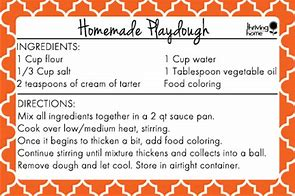 Homemade Playdough
thriving
home
INGREDIENTS:
1 Cup flour
1 Cup water
1/3 Cup salt
1 Tablespoon vegetable oil
2 teaspoons of cream of tarter
Food coloring
DIRECTIONS:
Mix all ingredients together in a 2 qt sauce pan.
Cook over low/medium heat, stirring.
Once it begins to thicken a bit, add food coloring.
Continue stirring until mixture thickens and collects into a ball.
Remove dough and let cool. Store in airtight container.